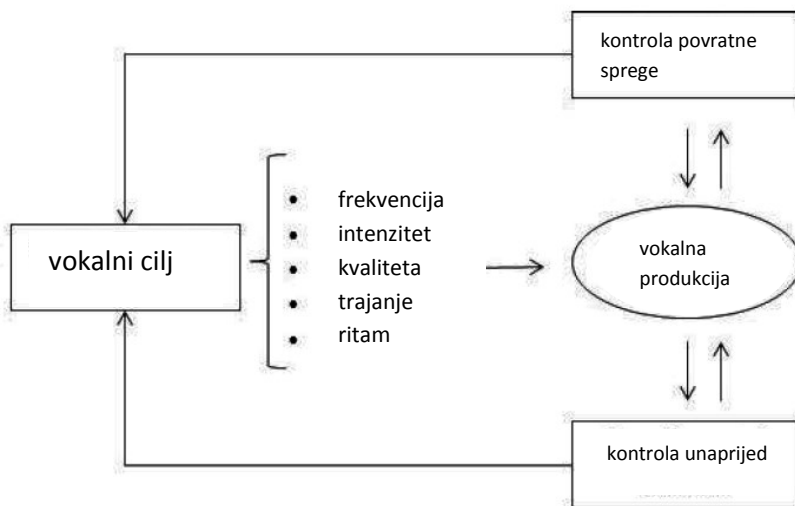 kontrola povratne
sprege
vokalni cilj
• frekvencija
• intenzitet
• kvaliteta
• trajanje
• ritam
vokalna
produkcija
kontrola unaprijed